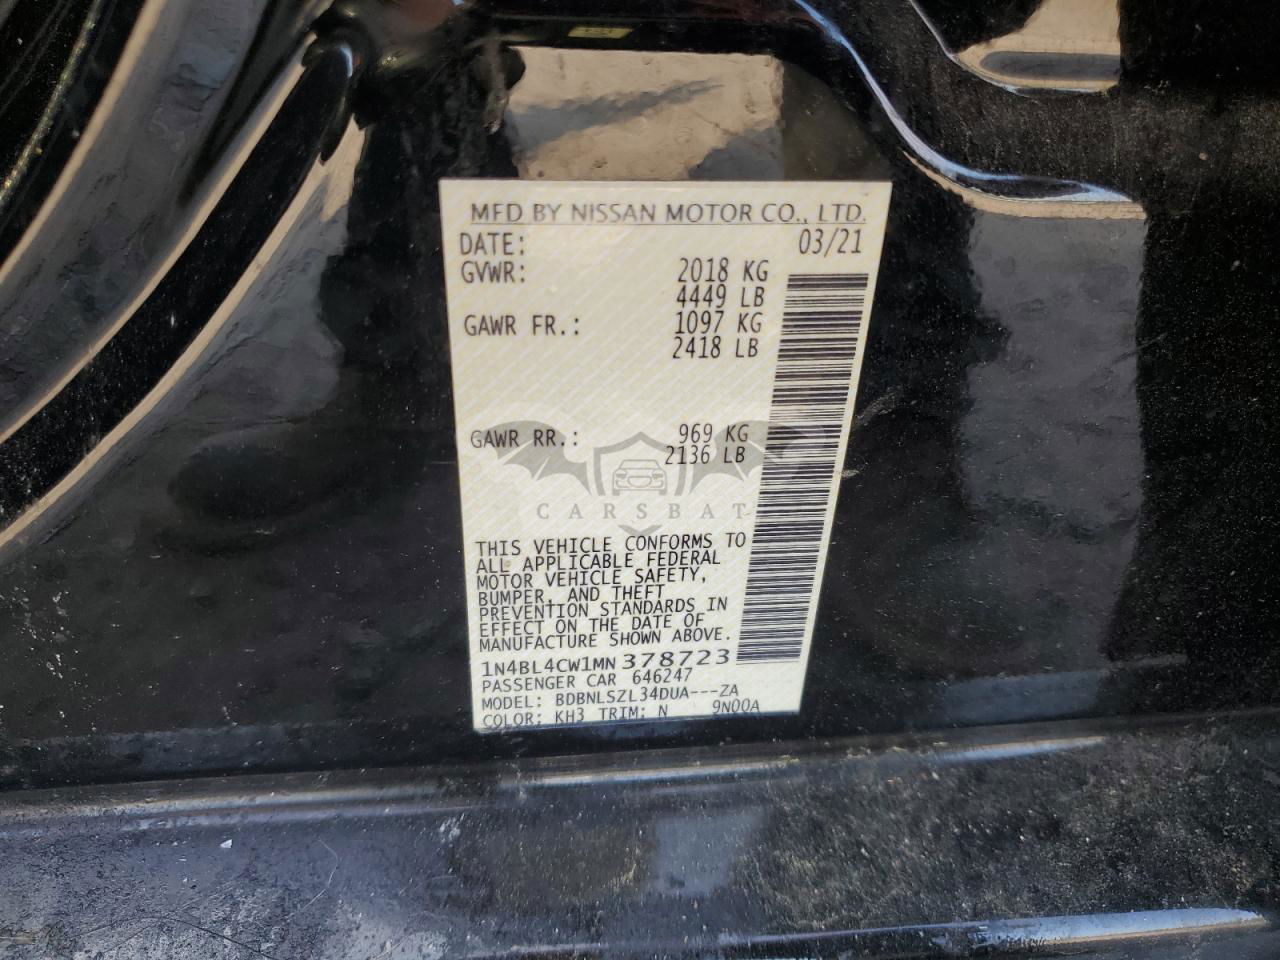 MFD BY NISSAN MOTOR CO., LTD.
DATE: 03/21
GVWR: 2018 KG
4449 LB
GAWR FR.: 1097 KG
2418 LB
GAWR RR.: 969 KG
2136 LB
CARSBAT
THIS VEHICLE CONFORMS TO
ALL APPLICABLE FEDERAL
MOTOR VEHICLE SAFETY,
BUMPER, AND THEFT
PREVENTION STANDARDS IN
EFFECT ON THE DATE OF
MANUFACTURE SHOWN ABOVE.
1N4BL4CW1MN378723
PASSENGER CAR 646247
MODEL: BDBNLSZL34DUA---ZA
COLOR: KH3 TRIM: N 9N00A